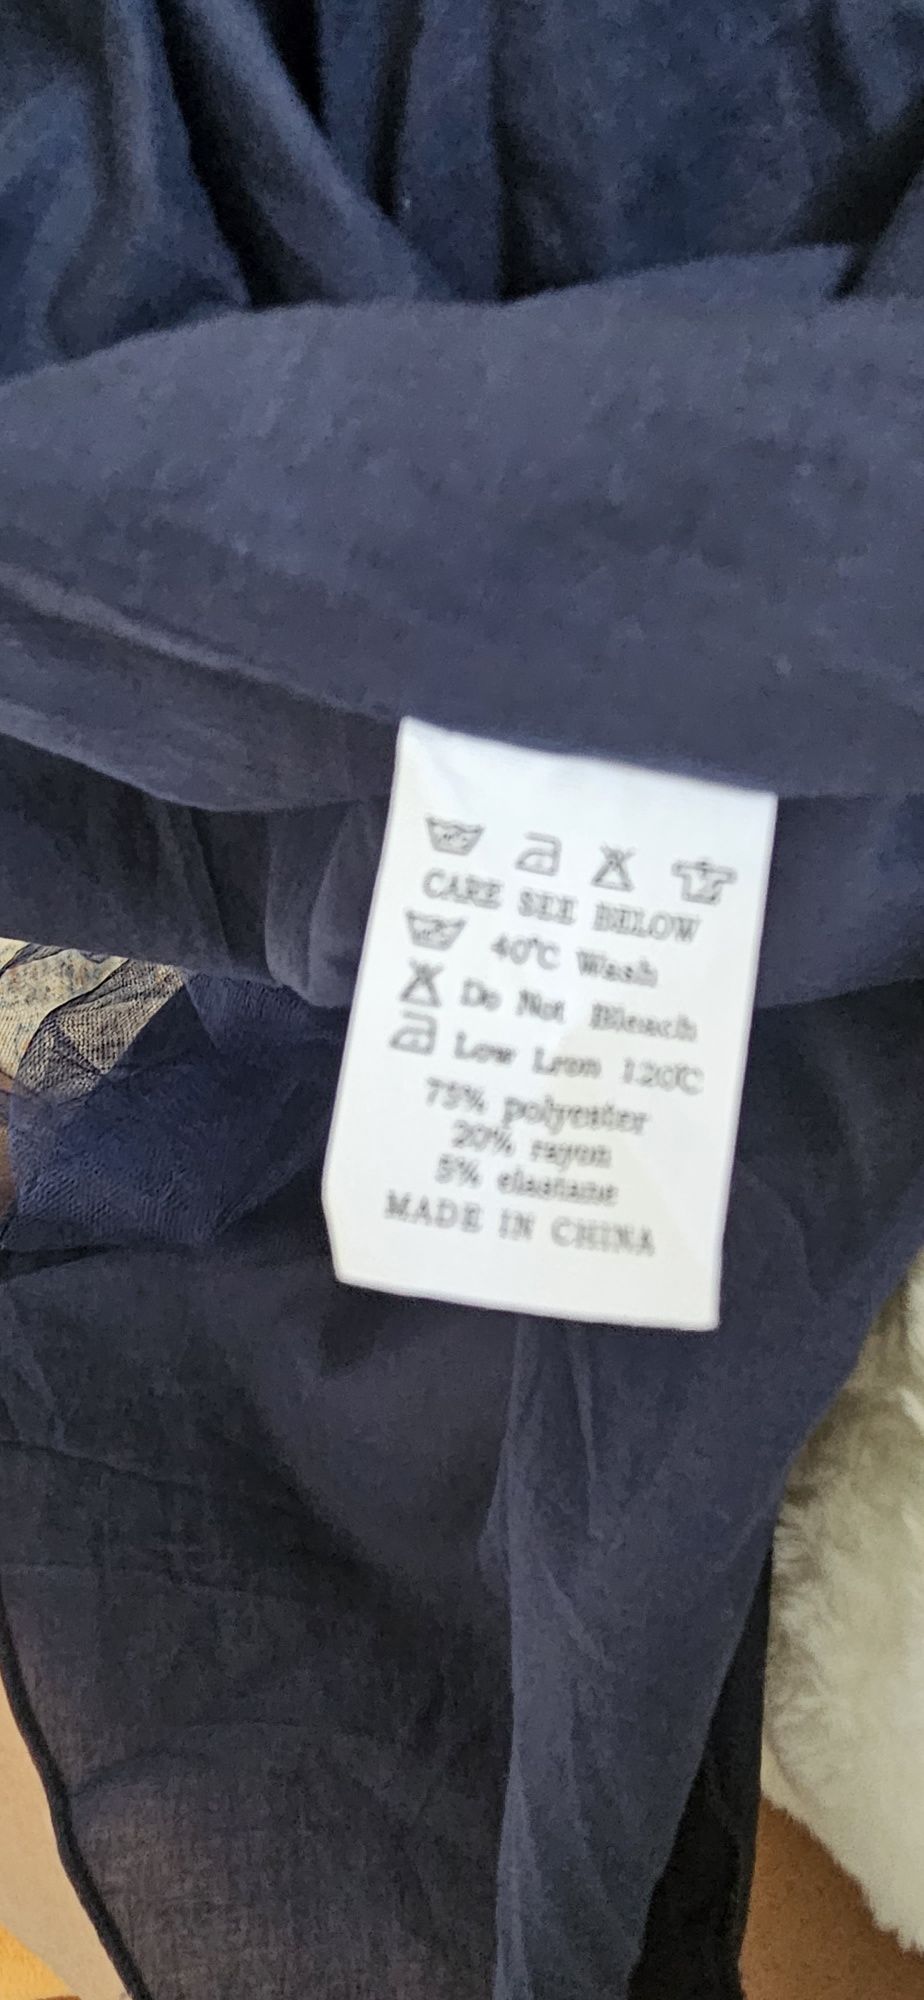 CARE SEE BELOW
40°C Wash
Do Not Bleach
Low Lron 120°C
75% polyester
20% rayon
5% elastane
MADE IN CHINA